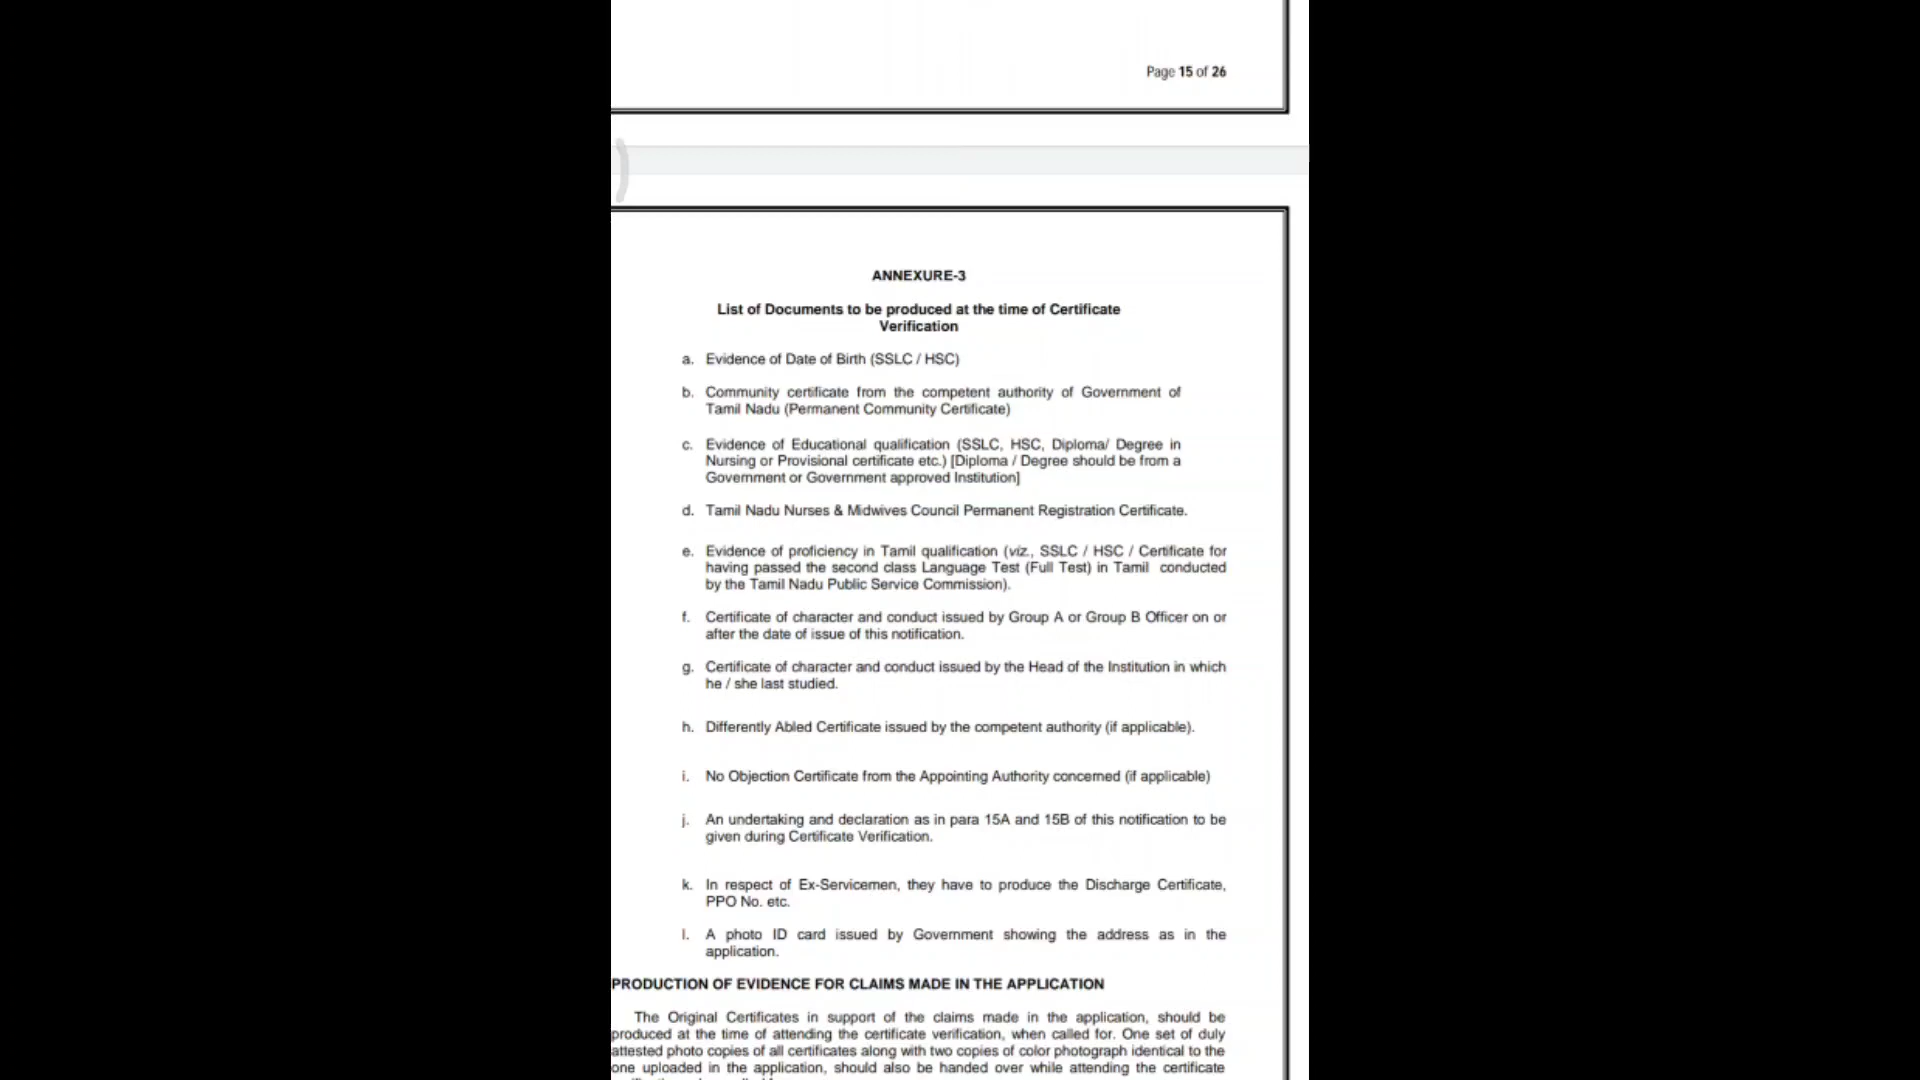 Page 15 of 26
ANNEXURE-3
List of Documents to be produced at the time of Certificate
Verification
a. Evidence of Date of Birth (SSLC / HSC)
b. Community certificate from the competent authority of Government of
Tamil Nadu (Permanent Community Certificate)
c. Evidence of Educational qualification (SSLC, HSC, Diploma/ Degree in
Nursing or Provisional certificate etc.) [Diploma / Degree should be from a
Government or Government approved Institution]
d. Tamil Nadu Nurses & Midwives Council Permanent Registration Certificate.
e. Evidence of proficiency in Tamil qualification (viz., SSLC / HSC / Certificate for
having passed the second class Language Test (Full Test) in Tamil conducted
by the Tamil Nadu Public Service Commission).
f. Certificate of character and conduct issued by Group A or Group B Officer on or
after the date of issue of this notification.
g. Certificate of character and conduct issued by the Head of the Institution in which
he / she last studied.
h. Differently Abled Certificate issued by the competent authority (if applicable).
i. No Objection Certificate from the Appointing Authority concerned (if applicable)
j. An undertaking and declaration as in para 15A and 15B of this notification to be
given during Certificate Verification.
k. In respect of Ex-Servicemen, they have to produce the Discharge Certificate,
PPO No. etc.
l. A photo ID card issued by Government showing the address as in the
application.
PRODUCTION OF EVIDENCE FOR CLAIMS MADE IN THE APPLICATION
The Original Certificates in support of the claims made in the application, should be
produced at the time of attending the certificate verification, when called for. One set of duly
attested photo copies of all certificates along with two copies of color photograph identical to the
one uploaded in the application, should also be handed over while attending the certificate